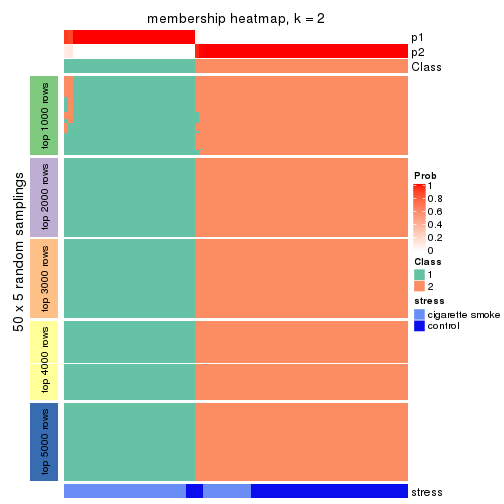 membership heatmap, k = 2
p1
p2
Class
50 x 5 random samplings
top 1000 rows
top 2000 rows
top 3000 rows
top 4000 rows
top 5000 rows
Prob
1
0.8
0.6
0.4
0.2
0
Class
1
2
stress
cigarette smoke
control
stress